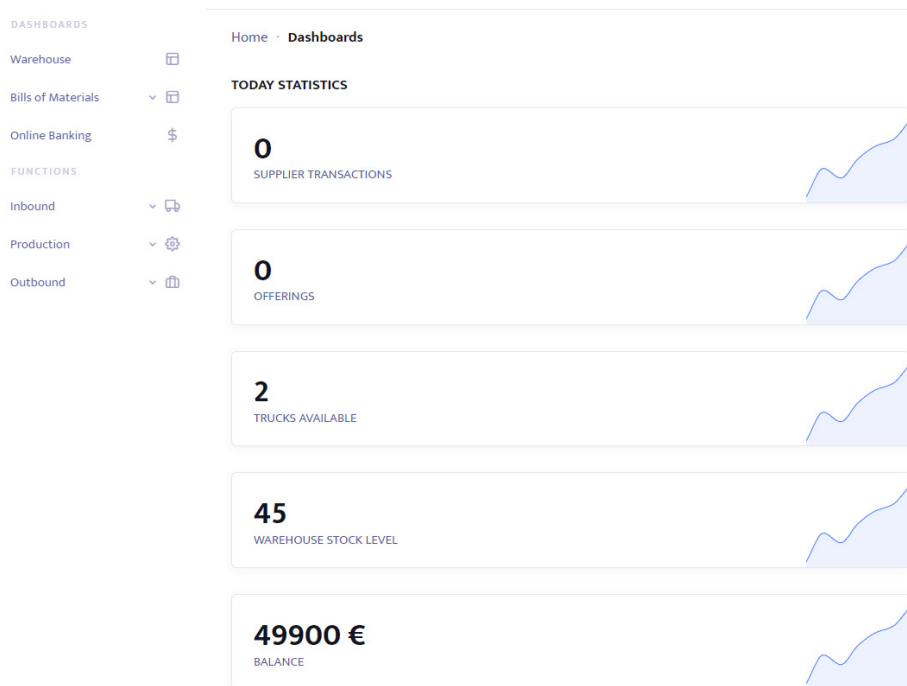 DASHBOARDS
Warehouse
Bills of Materials
Online Banking
FUNCTIONS
Inbound
Production
Outbound
Home · Dashboards
TODAY STATISTICS
0
SUPPLIER TRANSACTIONS
0
OFFERINGS
2
TRUCKS AVAILABLE
45
WAREHOUSE STOCK LEVEL
49900 €
BALANCE